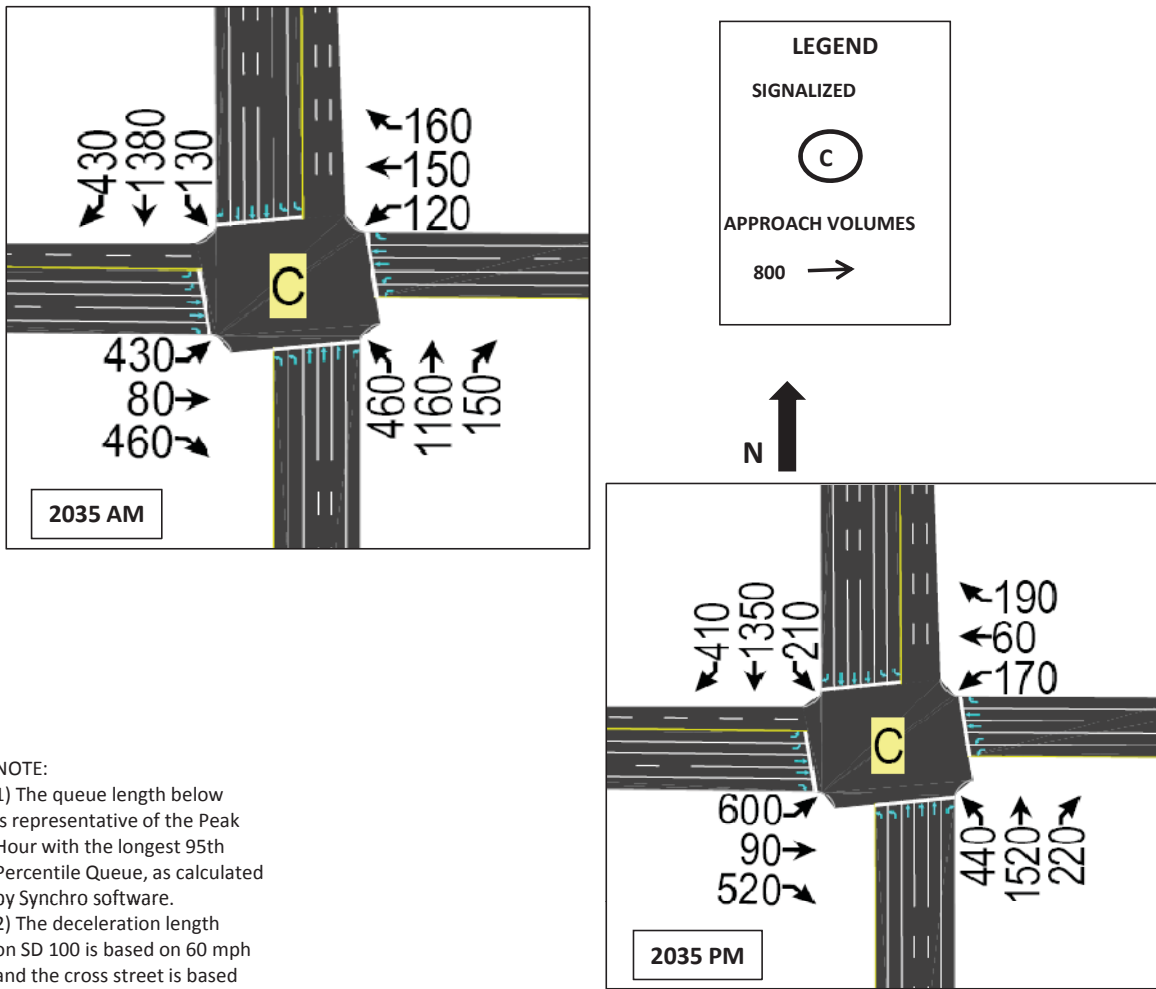 430
1380
130
160
150
120
C
430
80
460
460
1160
150
2035 AM
LEGEND
SIGNALIZED
C
APPROACH VOLUMES
800
N
410
1350
210
190
60
170
C
600
90
520
440
1520
220
2035 PM
NOTE:
1) The queue length below
is representative of the Peak
Hour with the longest 95th
Percentile Queue, as calculated
by Synchro software.
2) The deceleration length
on SD 100 is based on 60 mph
and the cross street is based